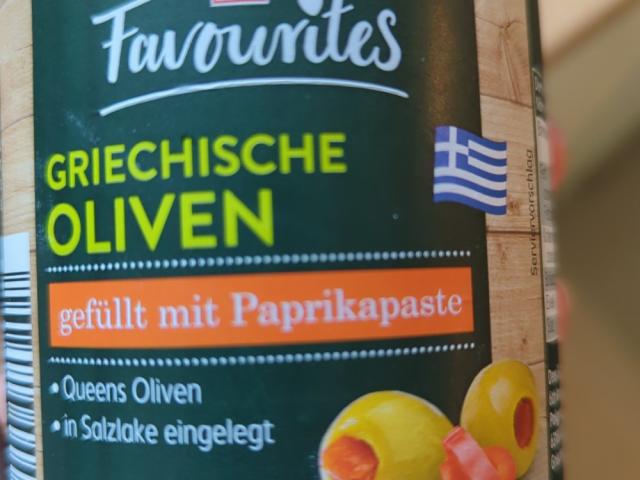 Favourites
GRIECHISCHE
OLIVEN
gefüllt mit Paprikapaste
• Queens Oliven
• in Salzlake eingelegt
Serviervorschlag